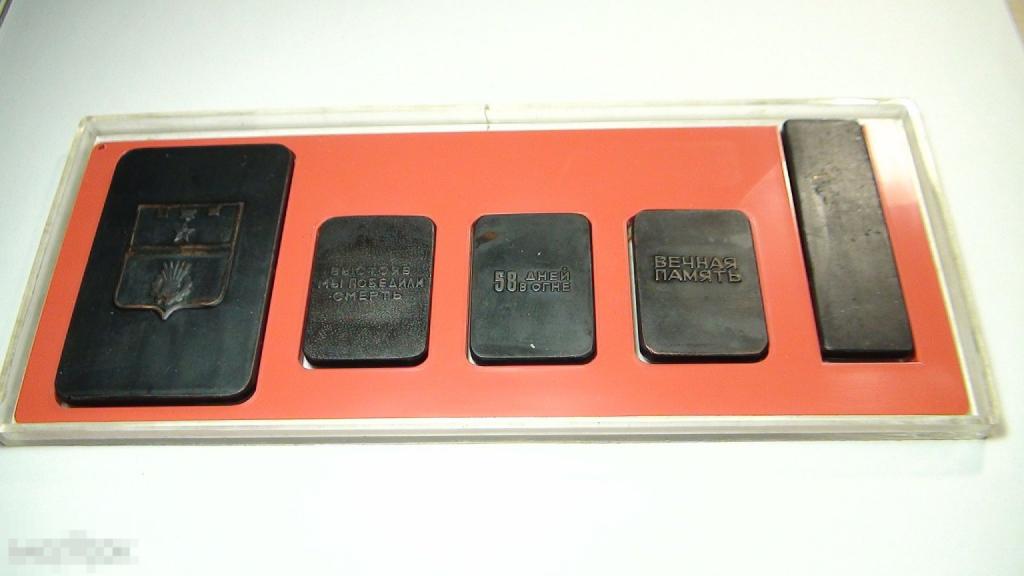 ВЫСТОЯВ
МЫ ПОБЕДИЛИ
СМЕРТЬ
58 ДНЕЙ
В ОГНЕ
ВЕЧНАЯ
ПАМЯТЬ